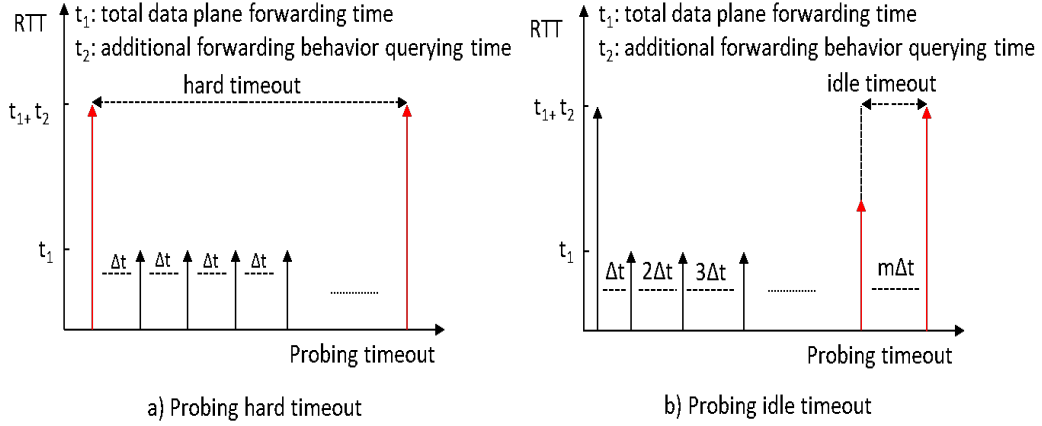 RTT
t₁: total data plane forwarding time
t₂: additional forwarding behavior querying time
hard timeout
t₁₊ t₂
t₁
Δt Δt Δt Δt
Probing timeout
a) Probing hard timeout
RTT
t₁: total data plane forwarding time
t₂: additional forwarding behavior querying time
idle timeout
t₁₊ t₂
t₁
Δt 2Δt 3Δt mΔt
Probing timeout
b) Probing idle timeout